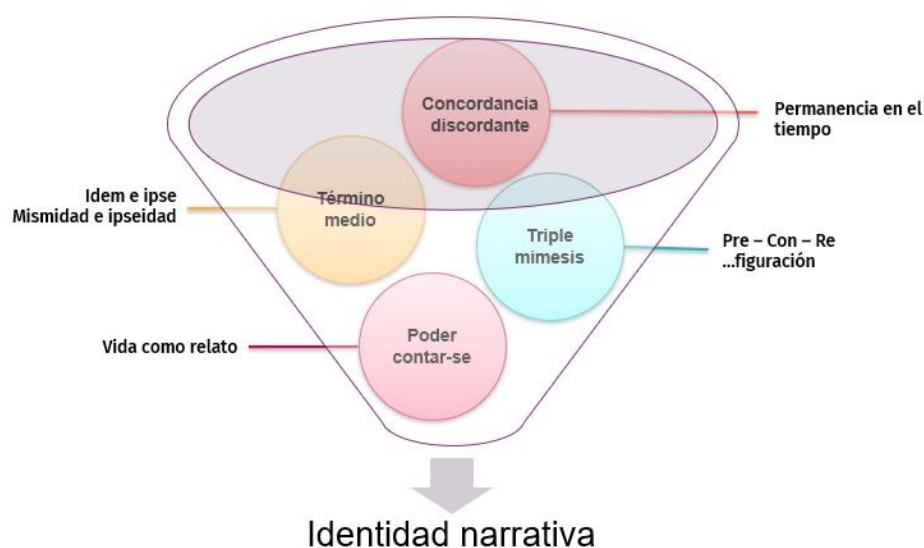 Concordancia
discordante
Permanencia en el
tiempo
Idem e ipse
Mismidad e ipseidad
Término
medio
Triple
mimesis
Pre – Con – Re
...figuración
Vida como relato
Poder
contar-se
Identidad narrativa